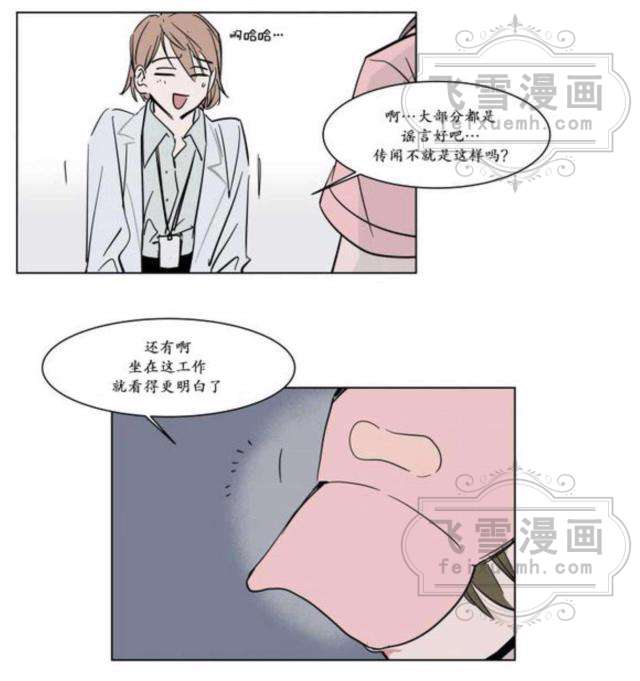 啊哈哈…
啊…大部分都是
谣言好吧…
传闻不就是这样吗?
飞雪漫画
feixuemh.com
还有啊
坐在这工作
就看得更明白了
飞雪漫画
feixuemh.com